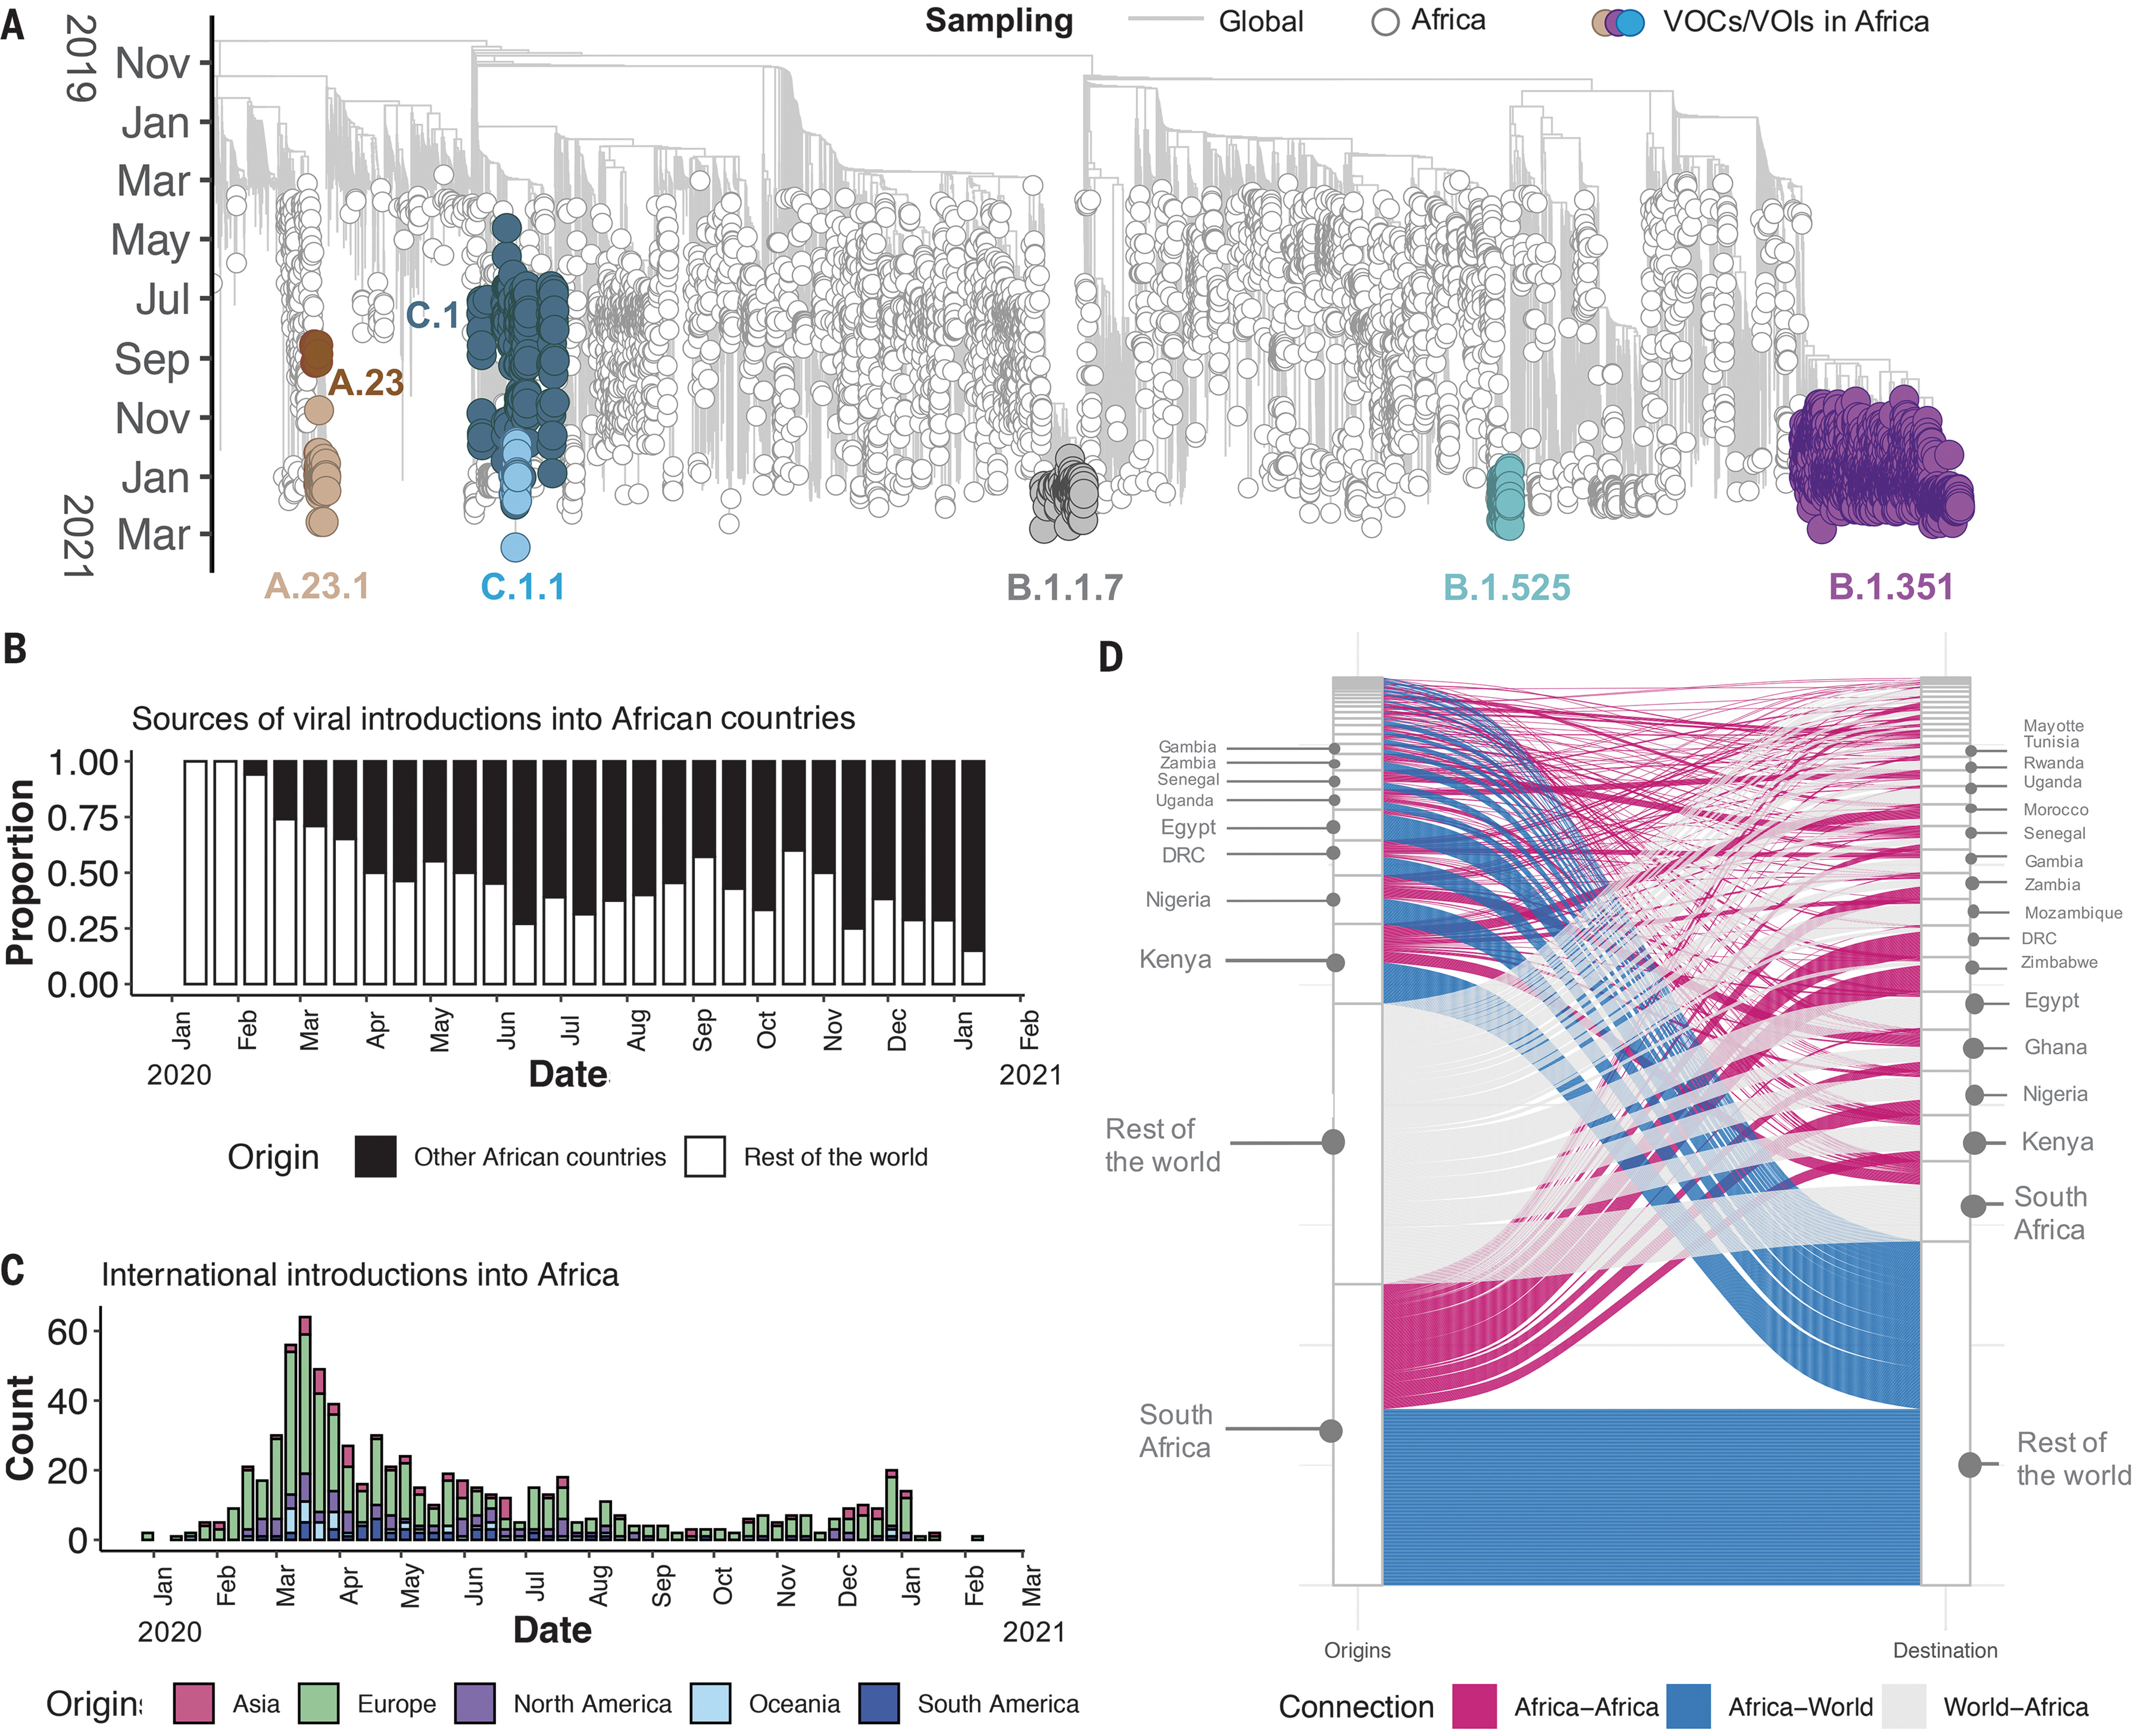 A
Sampling Global Africa VOCs/VOIs in Africa
2019
Nov
Jan
Mar
May
Jul
Sep
Nov
Jan
Mar
2021
C.1
A.23
A.23.1
C.1.1
B.1.1.7
B.1.525
B.1.351
B
Sources of viral introductions into African countries
Proportion
1.00
0.75
0.50
0.25
0.00
Jan Feb Mar Apr May Jun Jul Aug Sep Oct Nov Dec Jan Feb
2020 Date 2021
Origin Other African countries Rest of the world
C
International introductions into Africa
Count
60
40
20
0
Jan Feb Mar Apr May Jun Jul Aug Sep Oct Nov Dec Jan Feb Mar
2020 Date 2021
Origins Asia Europe North America Oceania South America
D
Gambia
Zambia
Senegal
Uganda
Egypt
DRC
Nigeria
Kenya
Rest of
the world
South
Africa
Mayotte
Tunisia
Rwanda
Uganda
Morocco
Senegal
Gambia
Zambia
Mozambique
DRC
Zimbabwe
Egypt
Ghana
Nigeria
Kenya
South
Africa
Rest of
the world
Origins Destination
Connection Africa–Africa Africa–World World–Africa